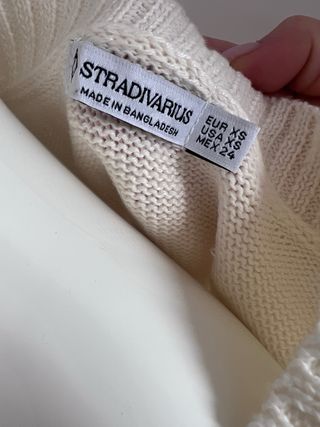 STRADIVARIUS
MADE IN BANGLADESH
EUR XS
USA XS
MEX 24